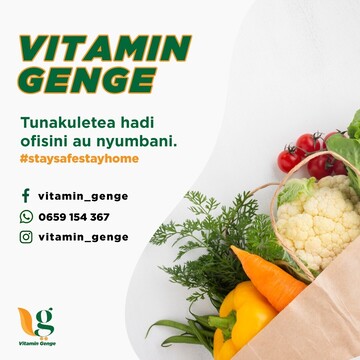 VITAMIN
GENGE
Tunakuletea hadi
ofisini au nyumbani.
#staysafestayhome
vitamin_genge
0659 154 367
vitamin_genge
Vitamin Genge